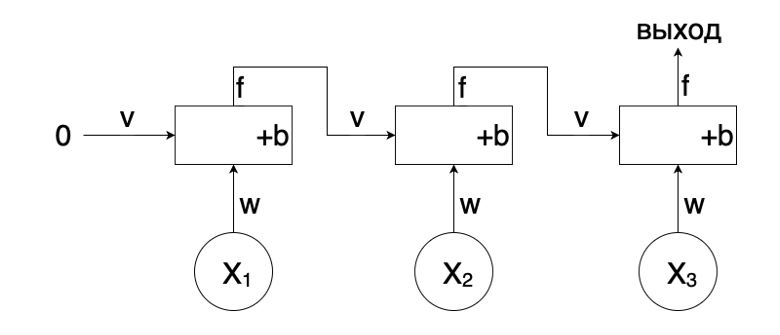 ВЫХОД
f f f
0 v +b v +b v +b
w w w
X₁ X₂ X₃